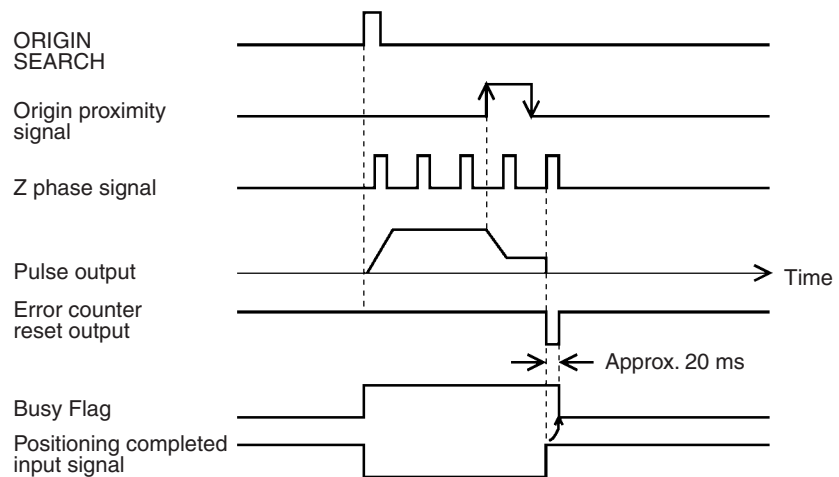 ORIGIN
SEARCH
Origin proximity
signal
Z phase signal
Pulse output
Time
Error counter
reset output
Approx. 20 ms
Busy Flag
Positioning completed
input signal